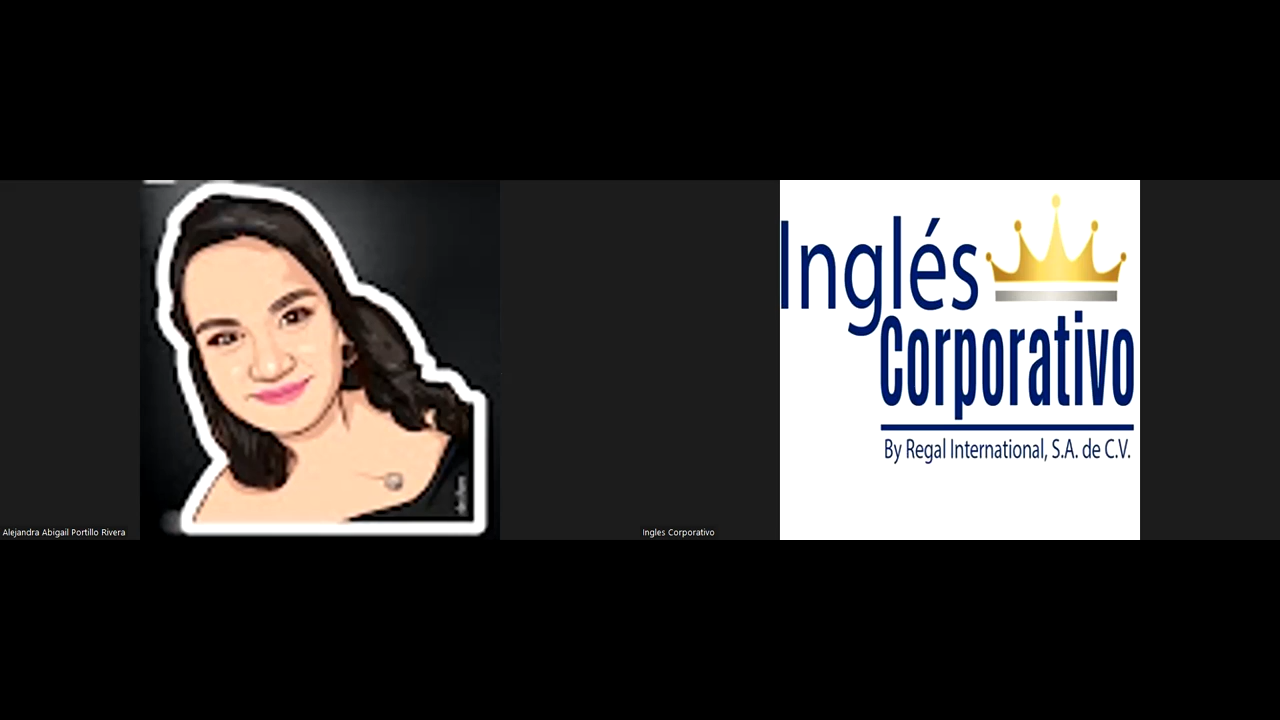 Inglés
Corporativo
By Regal International, S.A. de C.V.
Alejandra Abigail Portillo Rivera
Ingles Corporativo